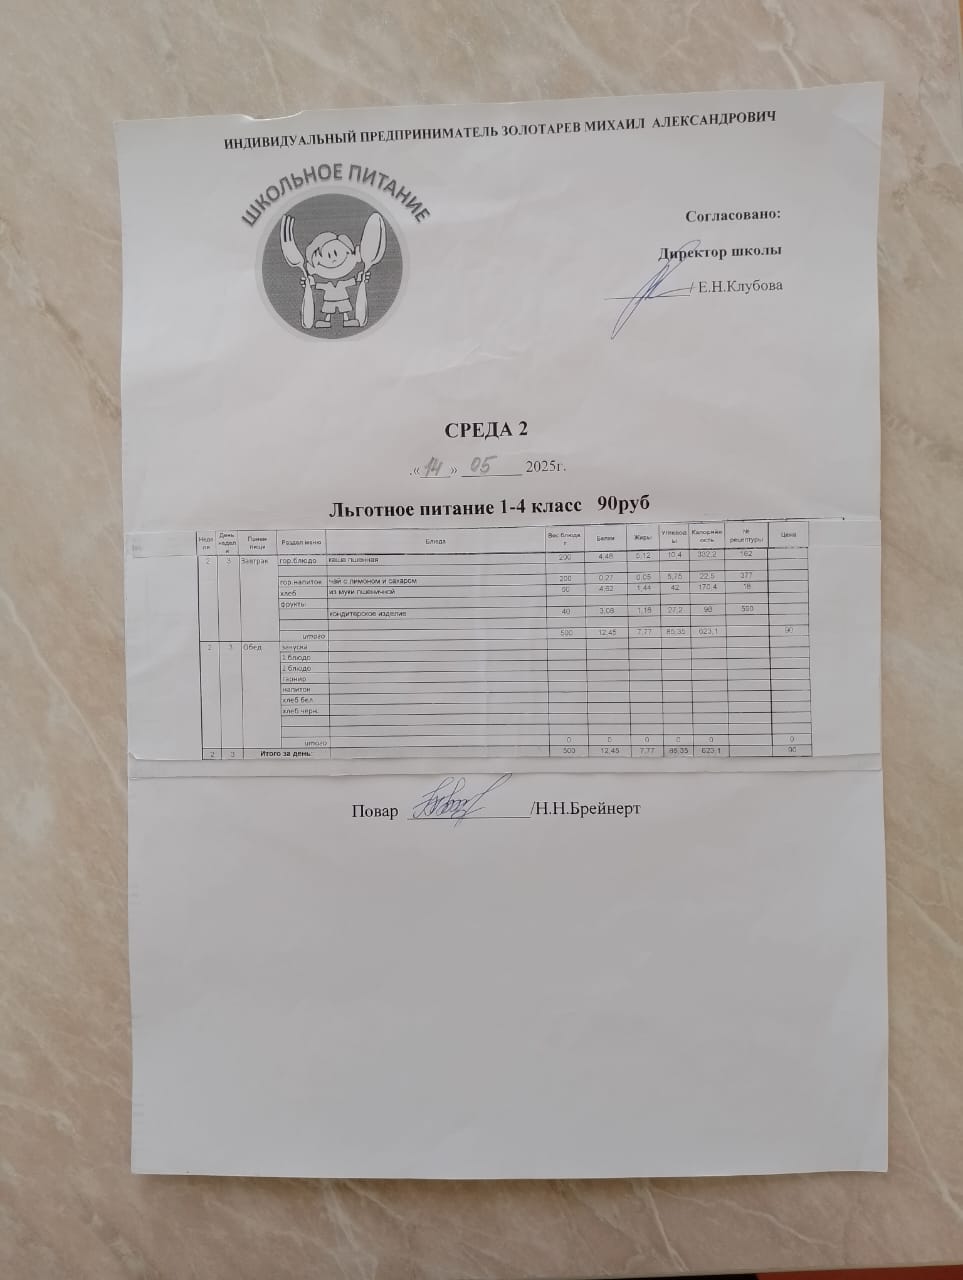 ИНДИВИДУАЛЬНЫЙ ПРЕДПРИНИМАТЕЛЬ ЗОЛОТАРЕВ МИХАИЛ АЛЕКСАНДРОВИЧ
ШКОЛЬНОЕ ПИТАНИЕ
Согласовано:
Директор школы
/ Е.Н.Клубова
СРЕДА 2
.« 14 » 05 2025г.
Льготное питание 1-4 класс 90руб
Неделя День недели Прием пищи Раздел меню Блюда Вес блюда г Белки Жиры Углеводы Калорийность № рецептуры Цена
2 3 Завтрак гор.блюдо каша пшенная 200 4,48 5,12 10,4 332,2 162
гор.напиток чай с лимоном и сахаром 200 0,27 0,05 5,75 22,5 377
хлеб из муки пшеничной 60 4,62 1,44 42 170,4 18
фрукты
кондитерское изделие 40 3,08 1,16 27,2 98 590
итого 500 12,45 7,77 85,35 623,1 90
2 3 Обед закуска
1 блюдо
2 блюдо
гарнир
напиток
хлеб бел.
хлеб черн.
итого 0 0 0 0 0 0
2 3 Итого за день: 500 12,45 7,77 85,35 623,1 90
Повар /Н.Н.Брейнерт